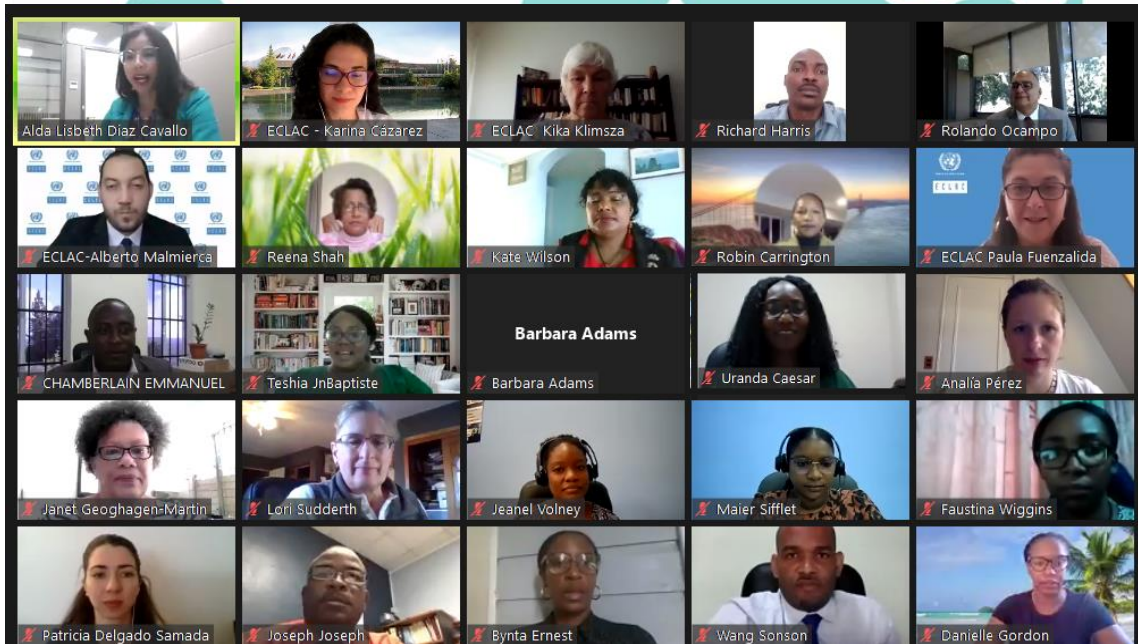 Alda Lisbeth Diaz Cavallo
ECLAC - Karina Cázarez
ECLAC Kika Klimsza
Richard Harris
Rolando Ocampo
ECLAC-Alberto Malmierca
Reena Shah
Kate Wilson
Robin Carrington
ECLAC
ECLAC Paula Fuenzalida
CHAMBERLAIN EMMANUEL
Teshia JnBaptiste
Barbara Adams
Barbara Adams
Uranda Caesar
Analía Pérez
Janet Geoghagen-Martin
Lori Sudderth
Jeanel Volney
Maier Sifflet
Faustina Wiggins
Patricia Delgado Samada
Joseph Joseph
Bynta Ernest
Wang Sonson
Danielle Gordon